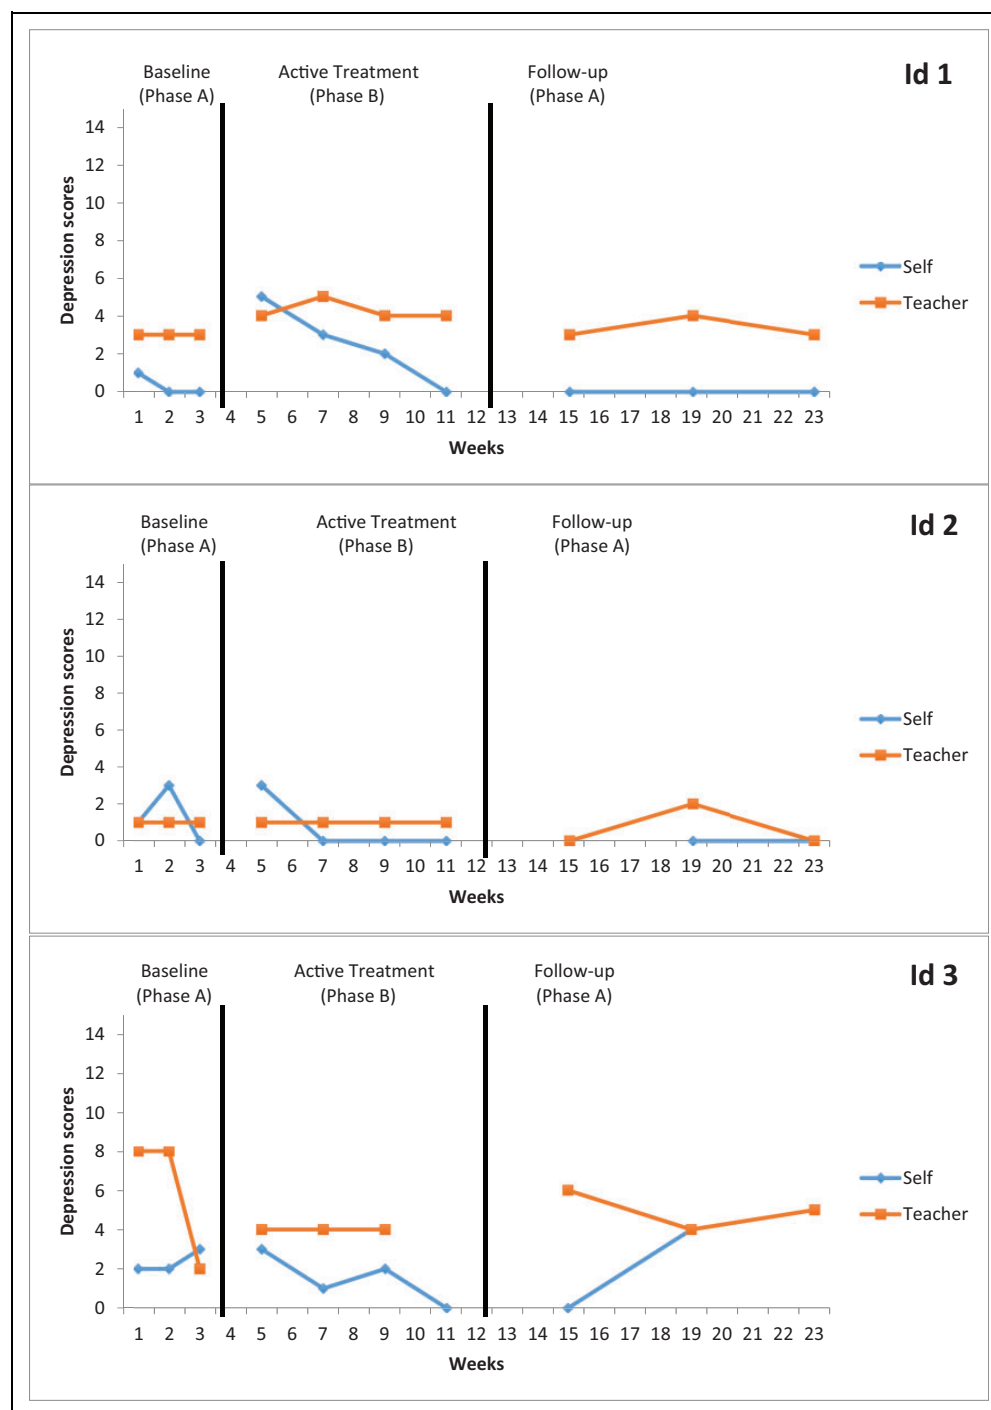 Id 1
Baseline
(Phase A)
Active Treatment
(Phase B)
Follow-up
(Phase A)
Depression scores
14
12
10
8
6
4
2
0
1 2 3 4 5 6 7 8 9 10 11 12 13 14 15 16 17 18 19 20 21 22 23
Weeks
Self
Teacher
Id 2
Baseline
(Phase A)
Active Treatment
(Phase B)
Follow-up
(Phase A)
Depression scores
14
12
10
8
6
4
2
0
1 2 3 4 5 6 7 8 9 10 11 12 13 14 15 16 17 18 19 20 21 22 23
Weeks
Self
Teacher
Id 3
Baseline
(Phase A)
Active Treatment
(Phase B)
Follow-up
(Phase A)
Depression scores
14
12
10
8
6
4
2
0
1 2 3 4 5 6 7 8 9 10 11 12 13 14 15 16 17 18 19 20 21 22 23
Weeks
Self
Teacher